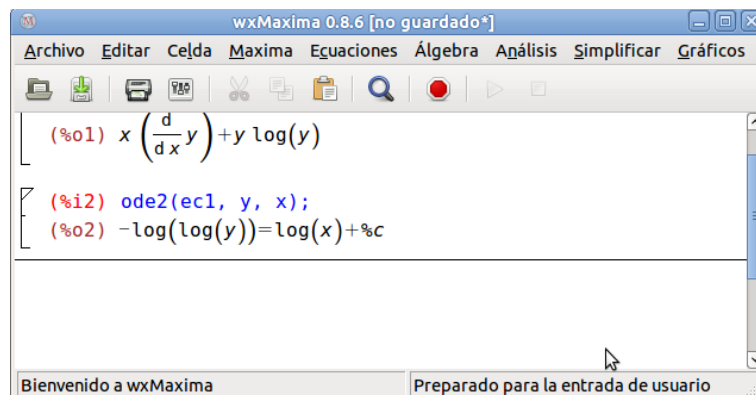 wxMaxima 0.8.6 [no guardado*]
Archivo Editar Celda Maxima Ecuaciones Álgebra Análisis Simplificar Gráficos
(%o1) x (d/dx y)+y log(y)
(%i2) ode2(ec1, y, x);
(%o2) -log(log(y))=log(x)+%c
Bienvenido a wxMaxima
Preparado para la entrada de usuario